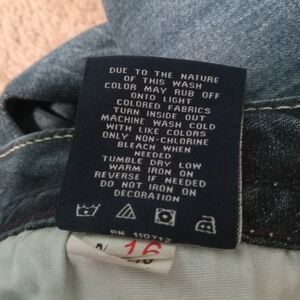 DUE TO THE NATURE
OF THIS WASH
COLOR MAY RUB OFF
ONTO LIGHT
COLORED FABRICS
TURN INSIDE OUT
MACHINE WASH COLD
WITH LIKE COLORS
ONLY NON-CHLORINE
BLEACH WHEN
NEEDED
TUMBLE DRY LOW
WARM IRON ON
REVERSE IF NEEDED
DO NOT IRON ON
DECORATION
RN 110242
16